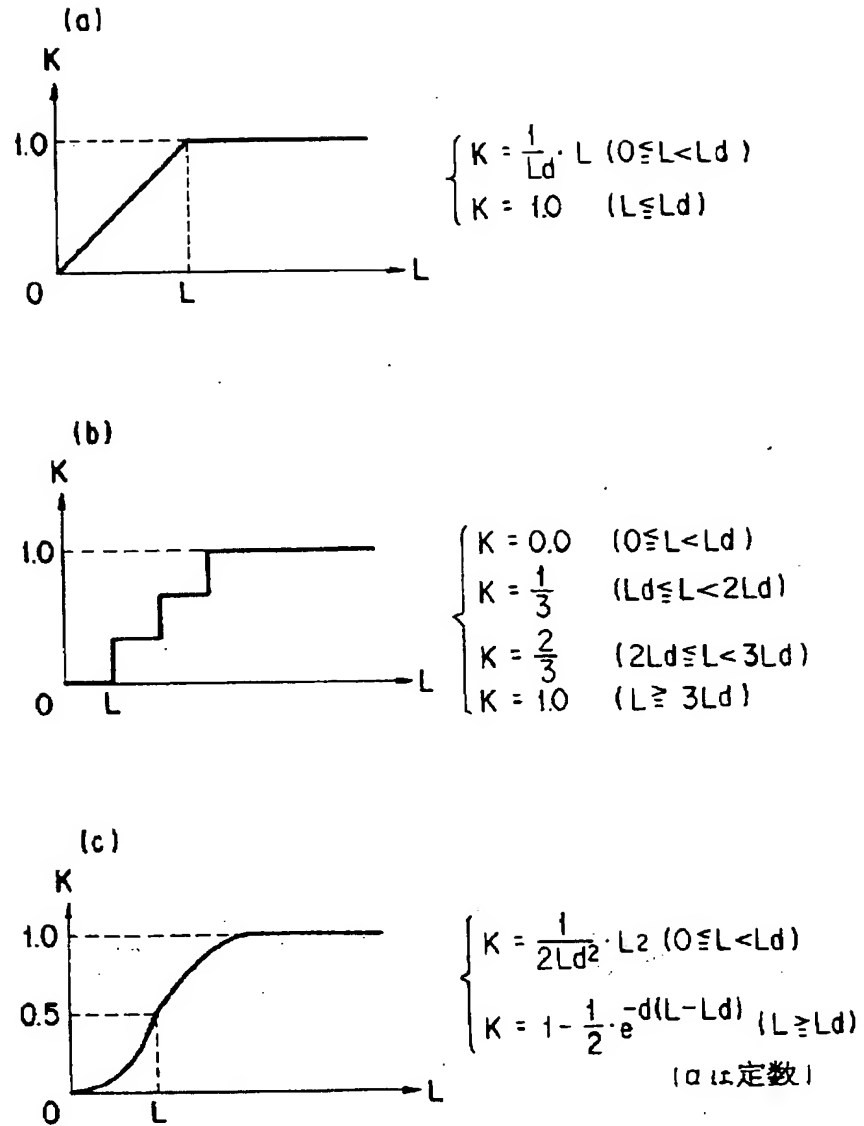 (a)
K
1.0
0
L
L
K = 1/Ld · L (0≦L<Ld)
K = 1.0 (L≦Ld)
(b)
K
1.0
0
L
L
K = 0.0 (0≦L<Ld)
K = 1/3 (Ld≦L<2Ld)
K = 2/3 (2Ld≦L<3Ld)
K = 1.0 (L≧3Ld)
(c)
K
1.0
0.5
0
L
L
K = 1/2Ld² · L2 (0≦L<Ld)
K = 1 - 1/2 · e^-d(L-Ld) (L≧Ld)
(αは定数)